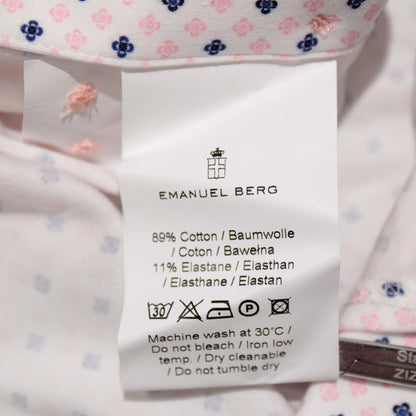 EMANUEL BERG
89% Cotton / Baumwolle
/ Coton / Bawełna
11% Elastane / Elasthan
/ Elasthane / Elastan
30
Machine wash at 30°C /
Do not bleach / Iron low
temp. / Dry cleanable
/ Do not tumble dry